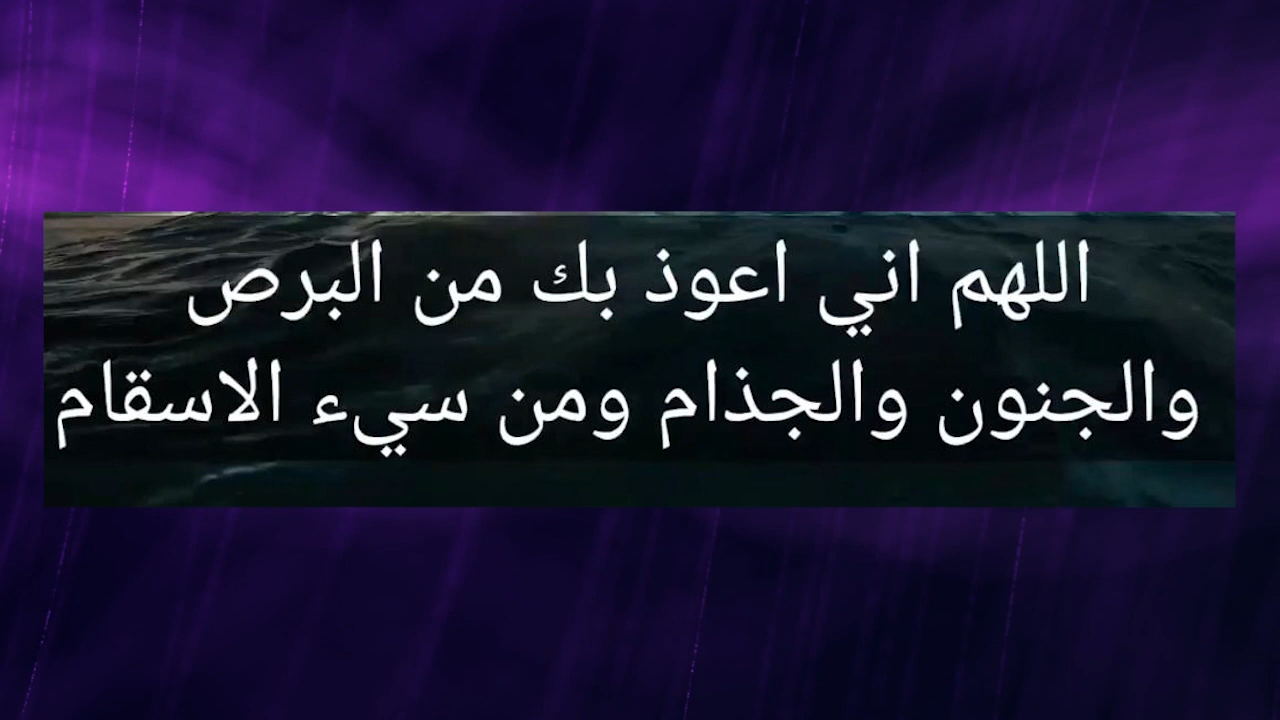 اللهم اني اعوذ بك من البرص
والجنون والجذام ومن سيء الاسقام